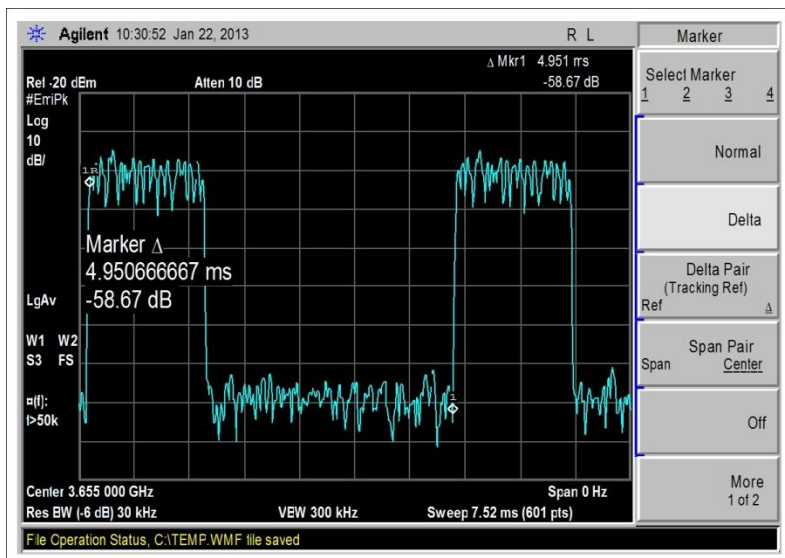 Agilent 10:30:52 Jan 22, 2013 R L
Δ Mkr1 4.951 ms
Ref -20 dEm Atten 10 dB -58.67 dB
#EmiPk
Log
10
dB/
1R
Marker Δ
4.950666667 ms
-58.67 dB
LgAv
W1 W2
S3 FS
1
¤(f):
f>50k
Center 3.655 000 GHz Span 0 Hz
Res BW (-6 dB) 30 kHz VBW 300 kHz Sweep 7.52 ms (601 pts)
File Operation Status, C:\TEMP.WMF file saved
Marker
Select Marker
1 2 3 4
Normal
Delta
Delta Pair
(Tracking Ref)
Ref Δ
Span Pair
Span Center
Off
More
1 of 2